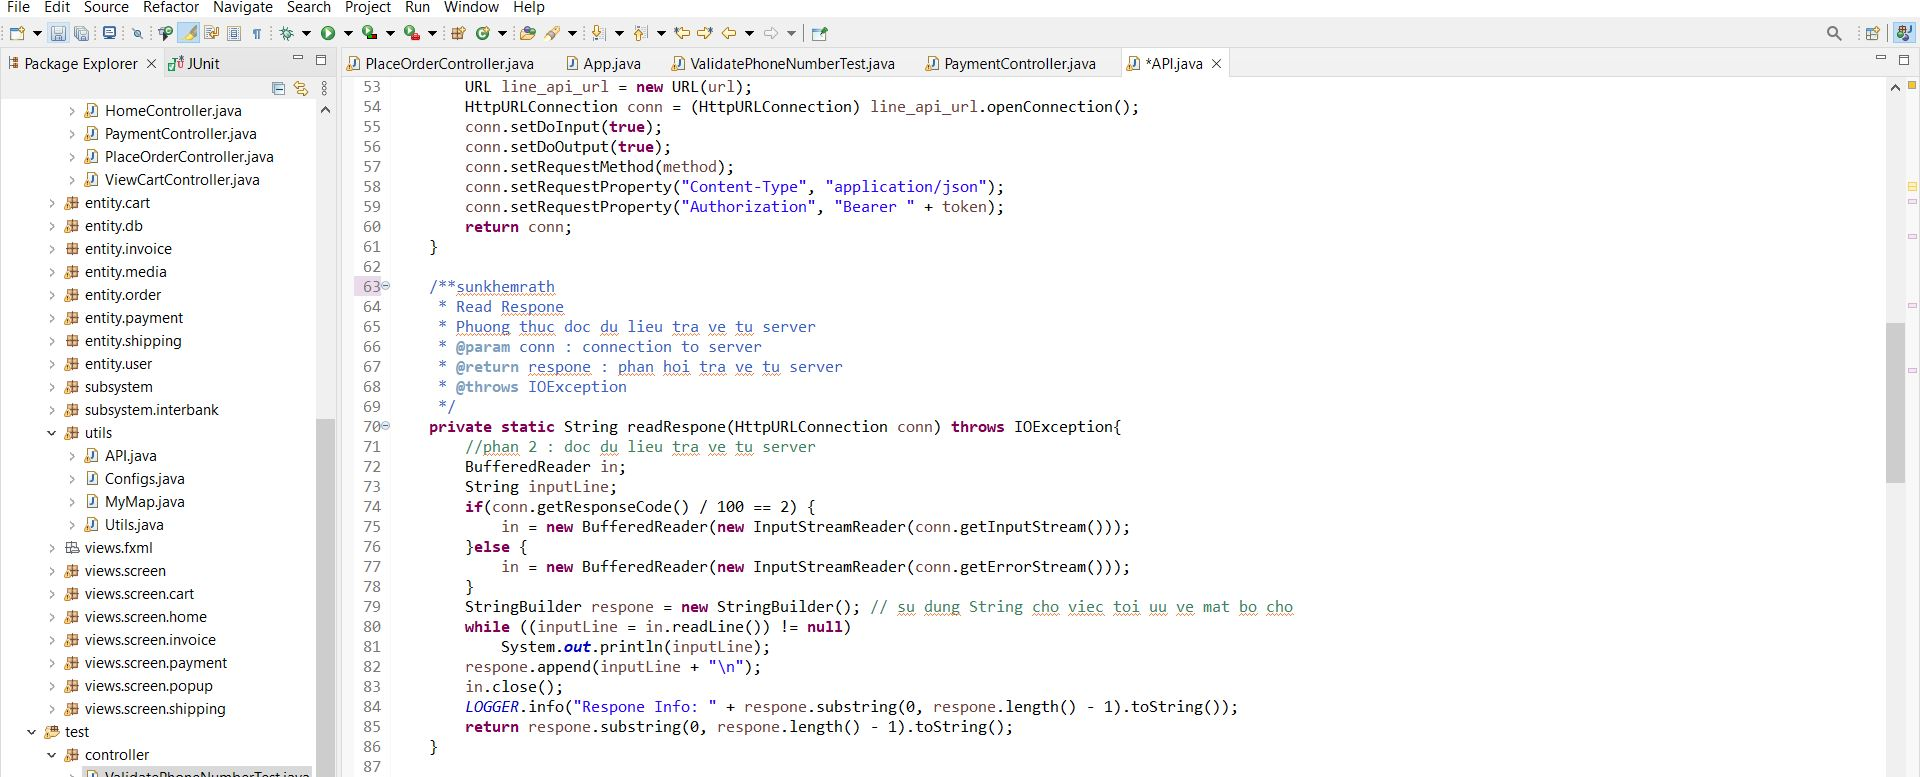 File Edit Source Refactor Navigate Search Project Run Window Help
Package Explorer
JUnit
HomeController.java
PaymentController.java
PlaceOrderController.java
ViewCartController.java
entity.cart
entity.db
entity.invoice
entity.media
entity.order
entity.payment
entity.shipping
entity.user
subsystem
subsystem.interbank
utils
API.java
Configs.java
MyMap.java
Utils.java
views.fxml
views.screen
views.screen.cart
views.screen.home
views.screen.invoice
views.screen.payment
views.screen.popup
views.screen.shipping
test
controller
ValidatePhoneNumberTest.java
PlaceOrderController.java App.java ValidatePhoneNumberTest.java PaymentController.java *API.java
53 URL line_api_url = new URL(url);
54 HttpURLConnection conn = (HttpURLConnection) line_api_url.openConnection();
55 conn.setDoInput(true);
56 conn.setDoOutput(true);
57 conn.setRequestMethod(method);
58 conn.setRequestProperty("Content-Type", "application/json");
59 conn.setRequestProperty("Authorization", "Bearer " + token);
60 return conn;
61 }
62
63 /**sunkhemrath
64 * Read Respone
65 * Phuong thuc doc du lieu tra ve tu server
66 * @param conn : connection to server
67 * @return respone : phan hoi tra ve tu server
68 * @throws IOException
69 */
70 private static String readRespone(HttpURLConnection conn) throws IOException{
71 //phan 2 : doc du lieu tra ve tu server
72 BufferedReader in;
73 String inputLine;
74 if(conn.getResponseCode() / 100 == 2) {
75 in = new BufferedReader(new InputStreamReader(conn.getInputStream()));
76 }else {
77 in = new BufferedReader(new InputStreamReader(conn.getErrorStream()));
78 }
79 StringBuilder respone = new StringBuilder(); // su dung String cho viec toi uu ve mat bo cho
80 while ((inputLine = in.readLine()) != null)
81 System.out.println(inputLine);
82 respone.append(inputLine + "\n");
83 in.close();
84 LOGGER.info("Respone Info: " + respone.substring(0, respone.length() - 1).toString());
85 return respone.substring(0, respone.length() - 1).toString();
86 }
87